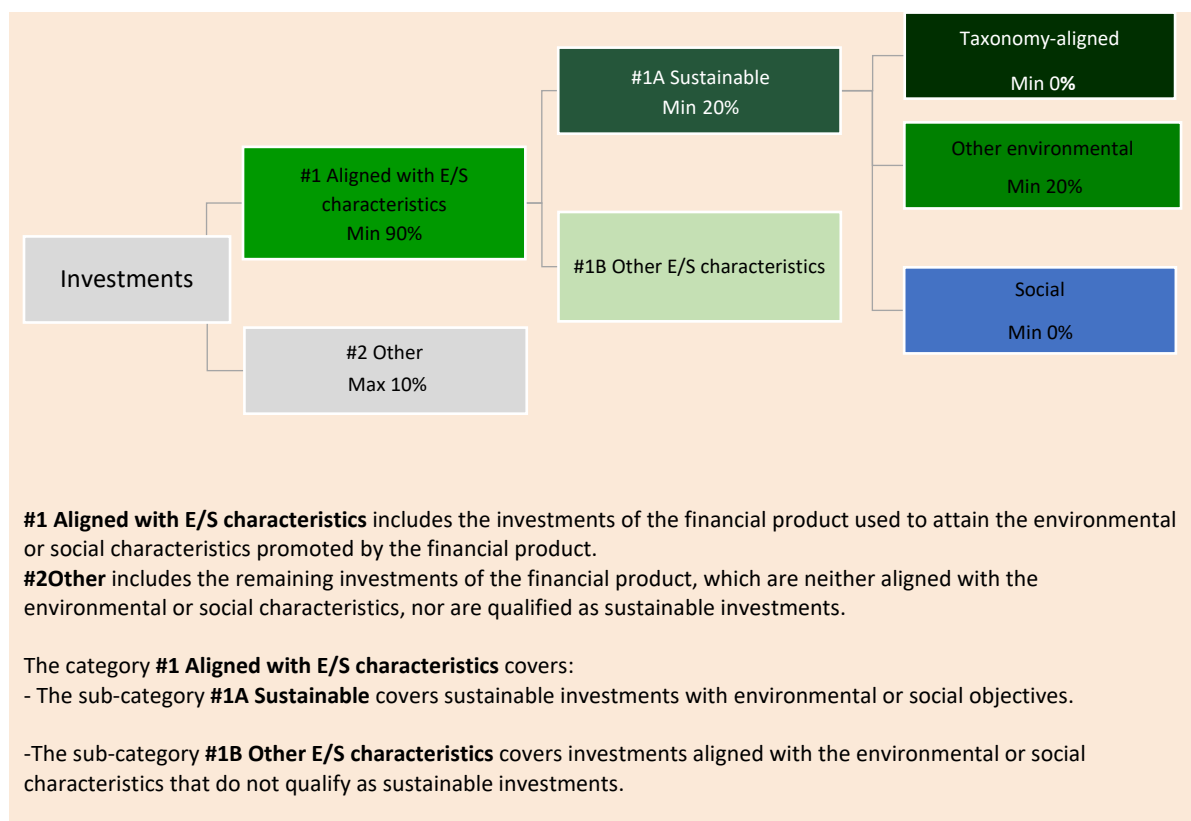 Investments
#1 Aligned with E/S
characteristics
Min 90%
#2 Other
Max 10%
#1A Sustainable
Min 20%
#1B Other E/S characteristics
Taxonomy-aligned
Min 0%
Other environmental
Min 20%
Social
Min 0%
#1 Aligned with E/S characteristics includes the investments of the financial product used to attain the environmental
or social characteristics promoted by the financial product.
#2Other includes the remaining investments of the financial product, which are neither aligned with the
environmental or social characteristics, nor are qualified as sustainable investments.
The category #1 Aligned with E/S characteristics covers:
- The sub-category #1A Sustainable covers sustainable investments with environmental or social objectives.
-The sub-category #1B Other E/S characteristics covers investments aligned with the environmental or social
characteristics that do not qualify as sustainable investments.